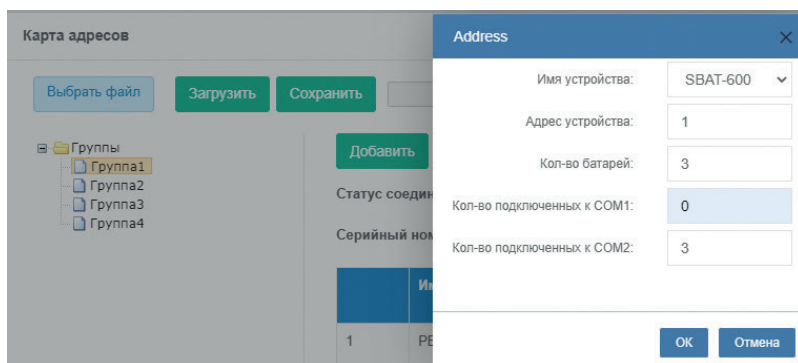 Карта адресов
Address
Выбрать файл
Загрузить
Сохранить
Имя устройства: SBAT-600
Адрес устройства: 1
Кол-во батарей: 3
Кол-во подключенных к COM1: 0
Кол-во подключенных к COM2: 3
Группы
Группа1
Группа2
Группа3
Группа4
Добавить
Статус
Серийный
1
OK
Отмена